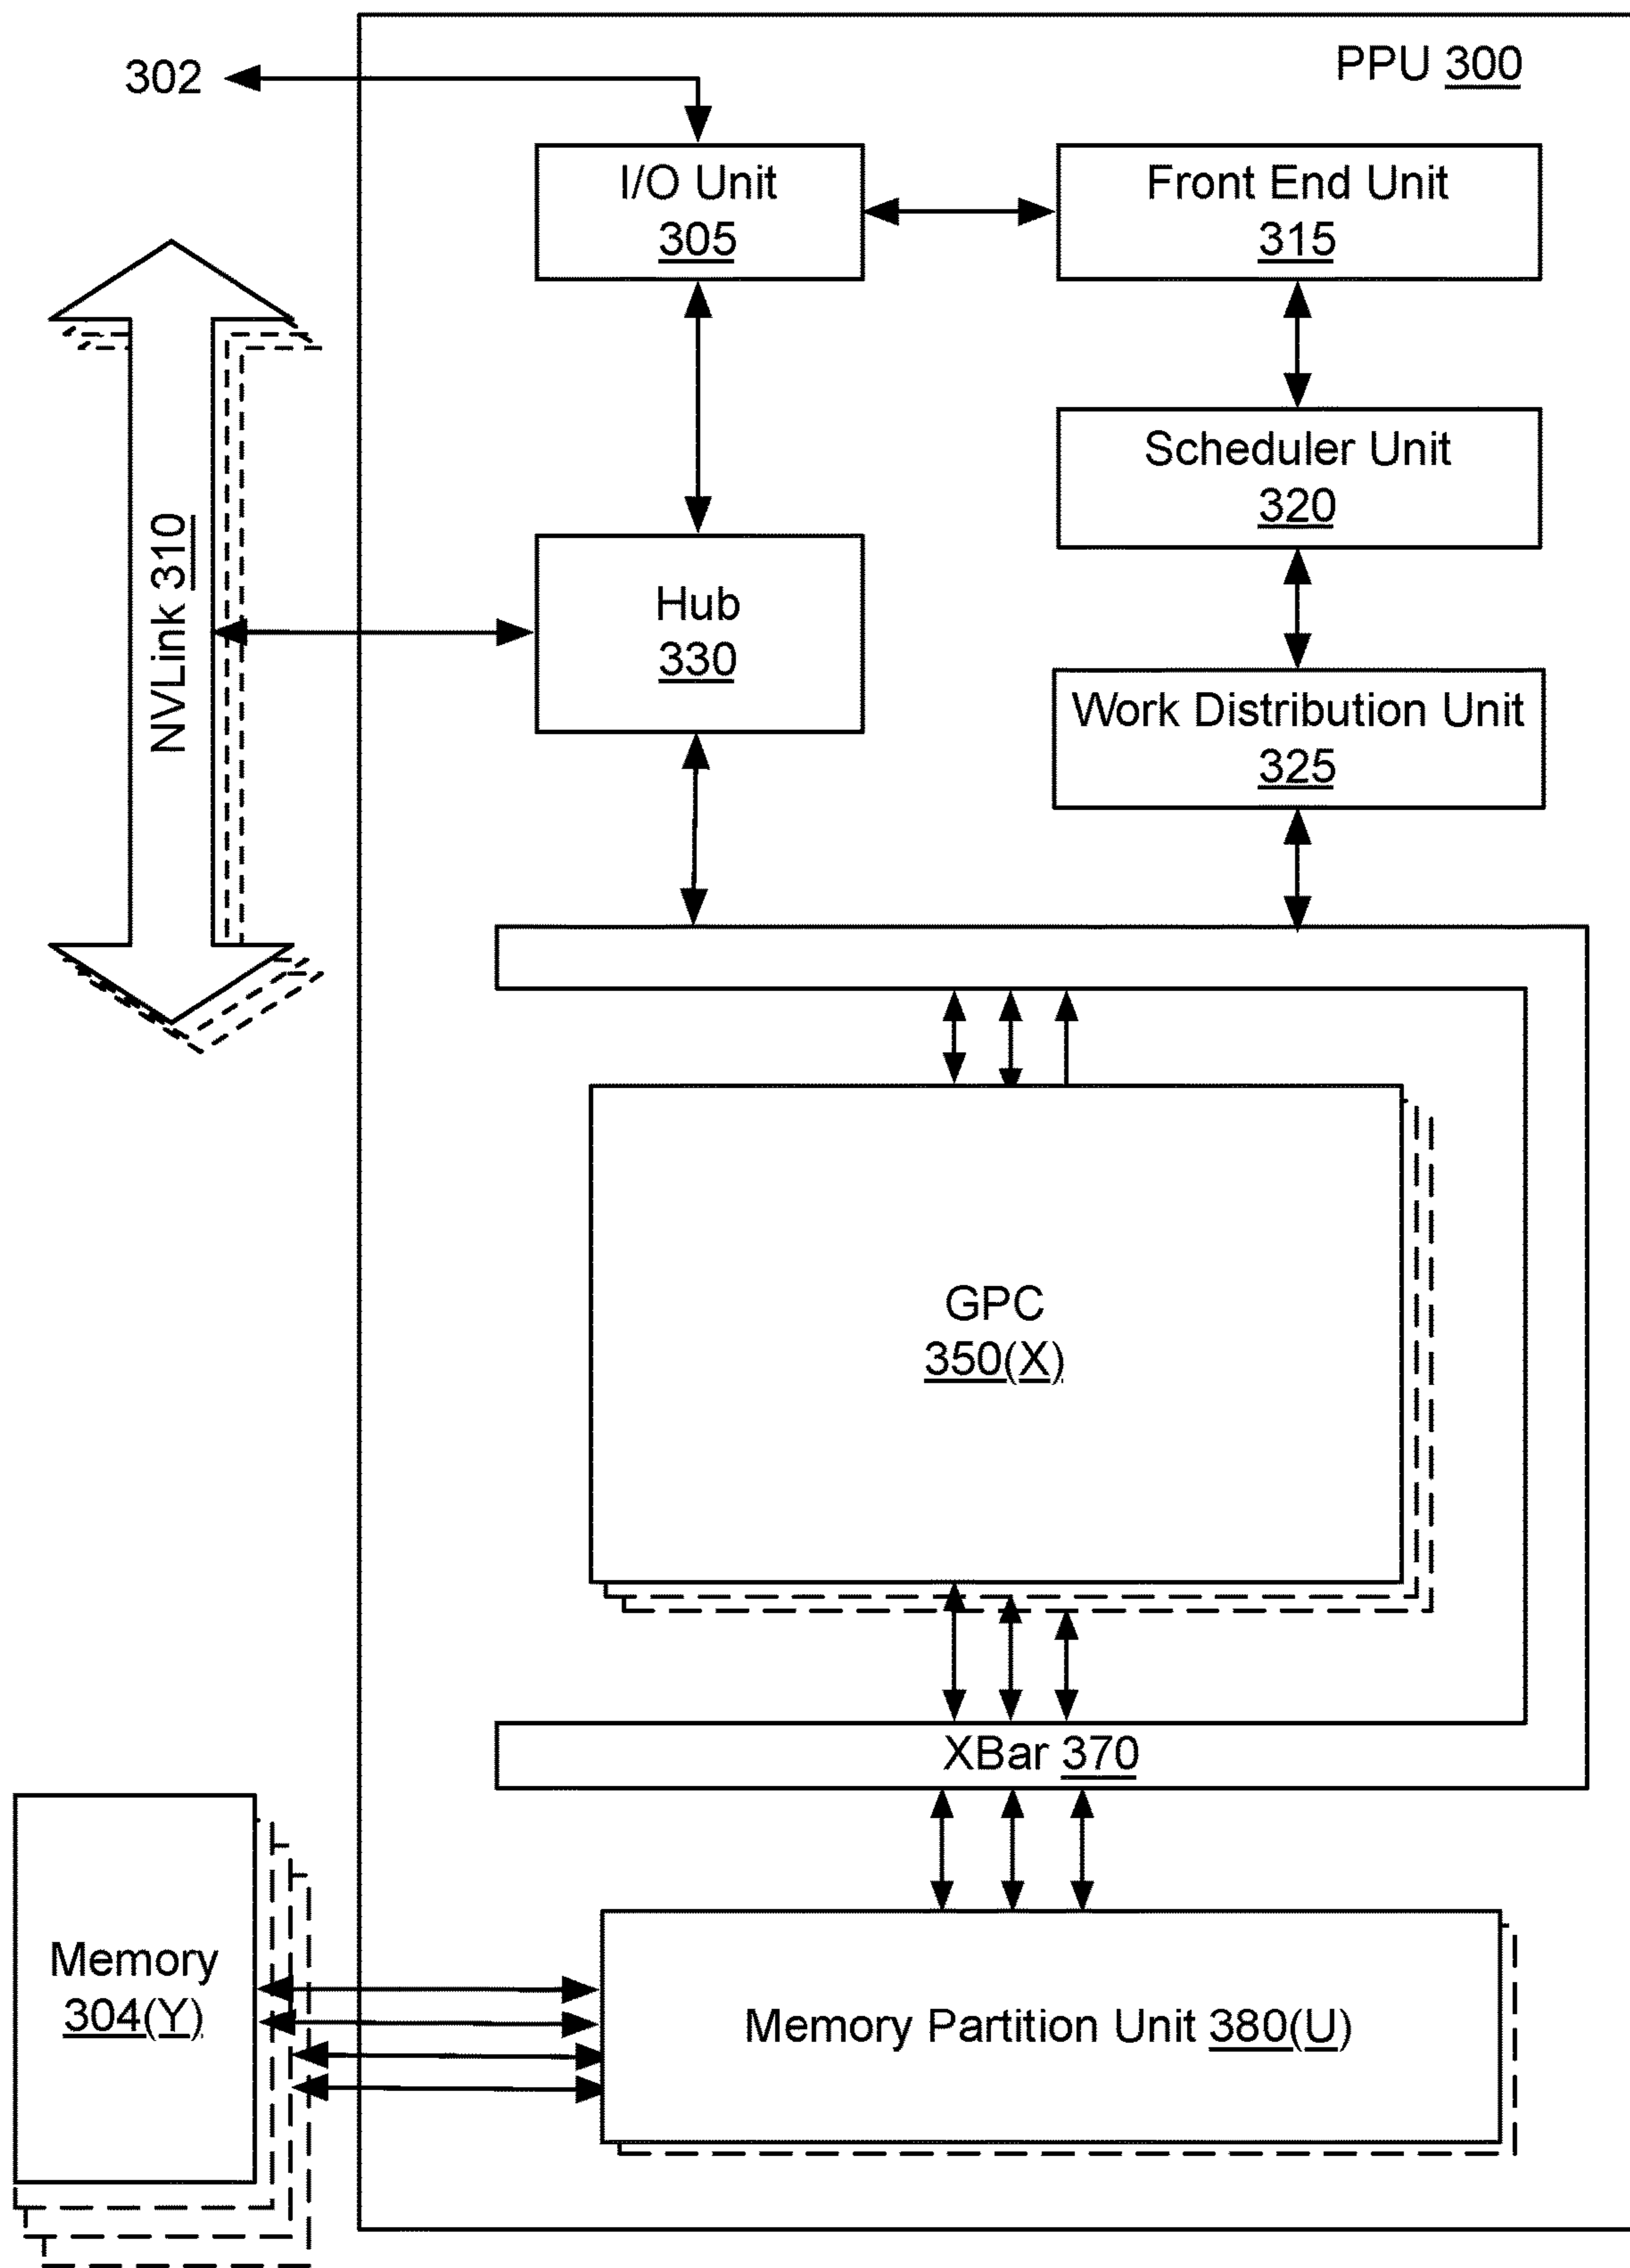 PPU 300
302
I/O Unit
305
Front End Unit
315
Scheduler Unit
320
NVLink 310
Hub
330
Work Distribution Unit
325
GPC
350(X)
XBar 370
Memory
304(Y)
Memory Partition Unit 380(U)